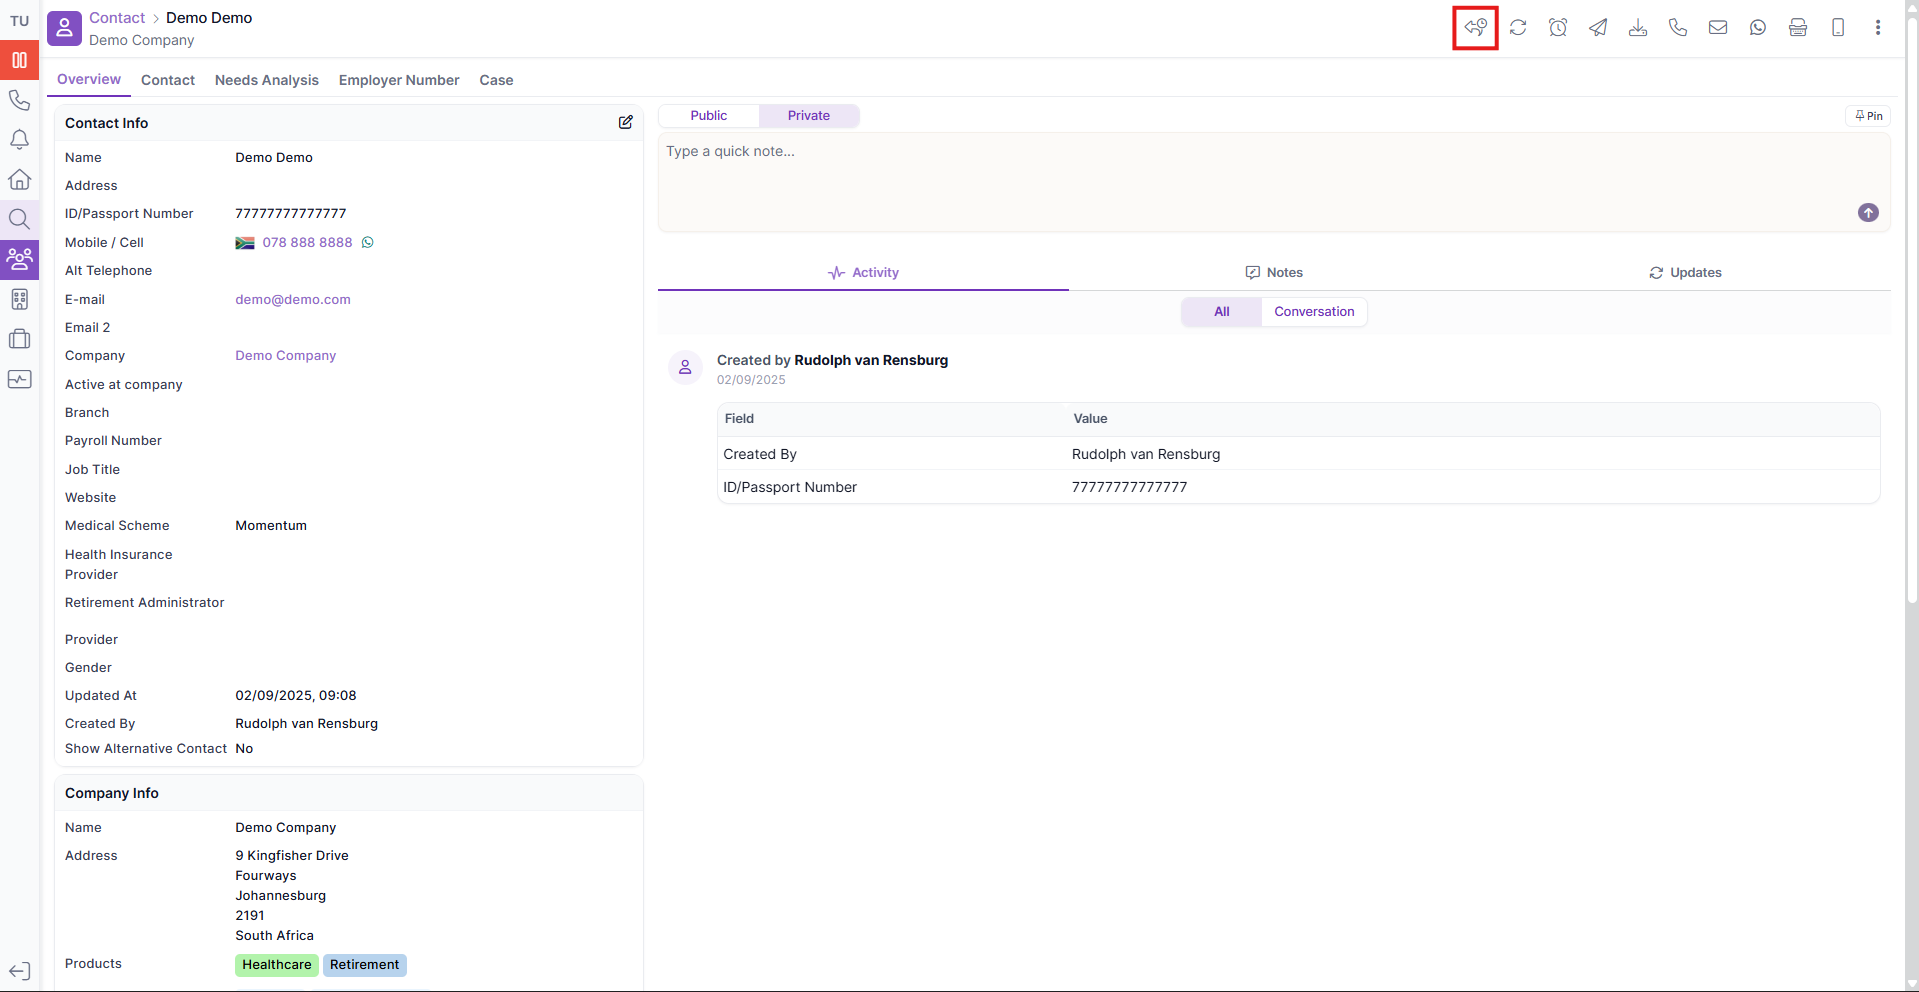 TU
Contact > Demo Demo
Demo Company
Overview Contact Needs Analysis Employer Number Case
Contact Info
Name Demo Demo
Address
ID/Passport Number 77777777777777
Mobile / Cell 078 888 8888
Alt Telephone
E-mail demo@demo.com
Email 2
Company Demo Company
Active at company
Branch
Payroll Number
Job Title
Website
Medical Scheme Momentum
Health Insurance
Provider
Retirement Administrator
Provider
Gender
Updated At 02/09/2025, 09:08
Created By Rudolph van Rensburg
Show Alternative Contact No
Company Info
Name Demo Company
Address 9 Kingfisher Drive
Fourways
Johannesburg
2191
South Africa
Products Healthcare Retirement
Public Private
Pin
Type a quick note...
Activity Notes Updates
All Conversation
Created by Rudolph van Rensburg
02/09/2025
Field Value
Created By Rudolph van Rensburg
ID/Passport Number 77777777777777